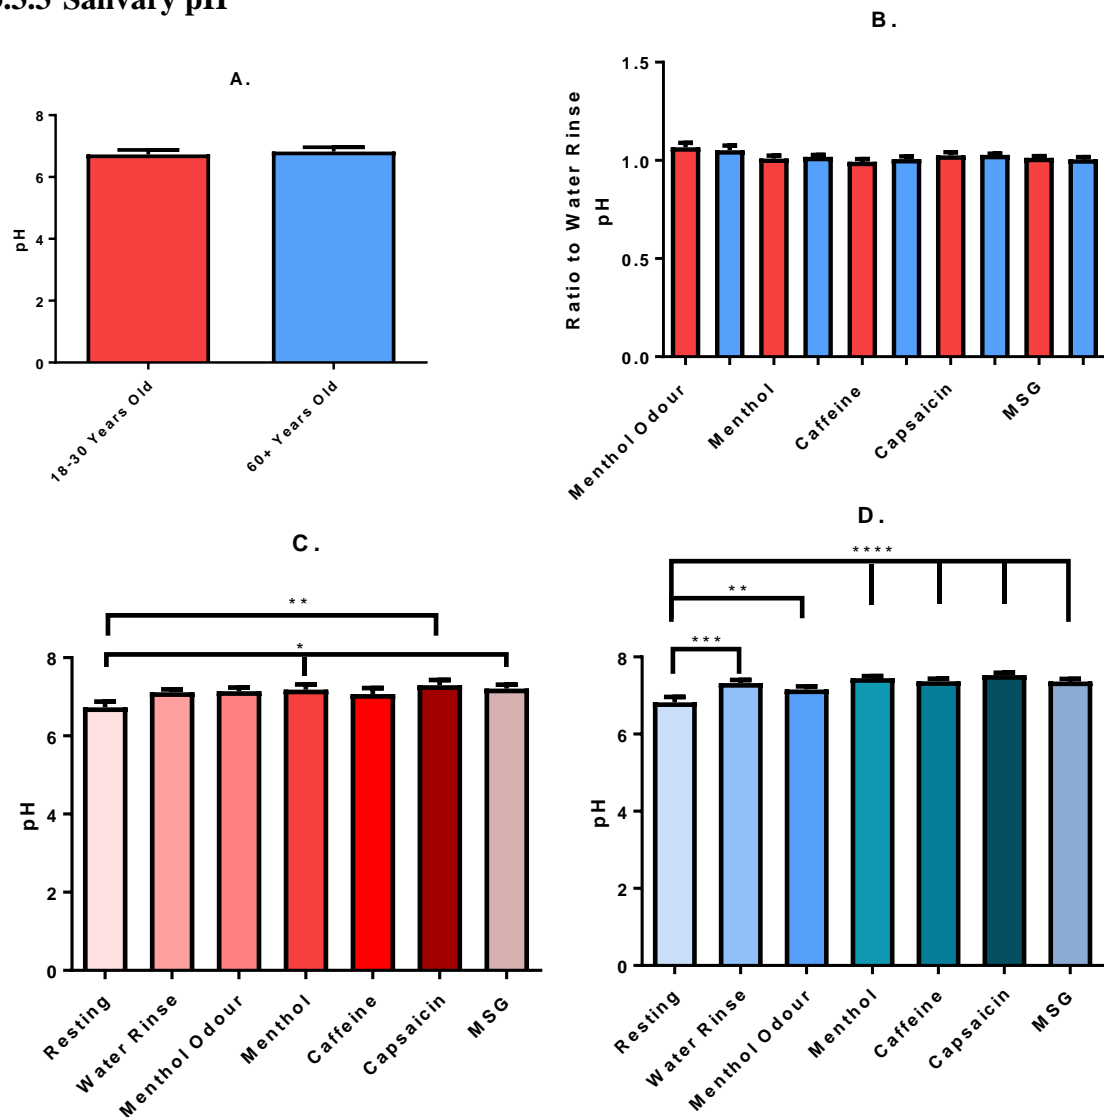 Salivary pH
A.
8
6
4
2
0
pH
18-30 Years Old
60+ Years Old
B.
1.5
1.0
0.5
0.0
Ratio to Water Rinse
pH
Menthol Odour
Menthol
Caffeine
Capsaicin
MSG
C.
**
*
8
6
4
2
0
pH
Resting
Water Rinse
Menthol Odour
Menthol
Caffeine
Capsaicin
MSG
D.
****
**
***
8
6
4
2
0
pH
Resting
Water Rinse
Menthol Odour
Menthol
Caffeine
Capsaicin
MSG